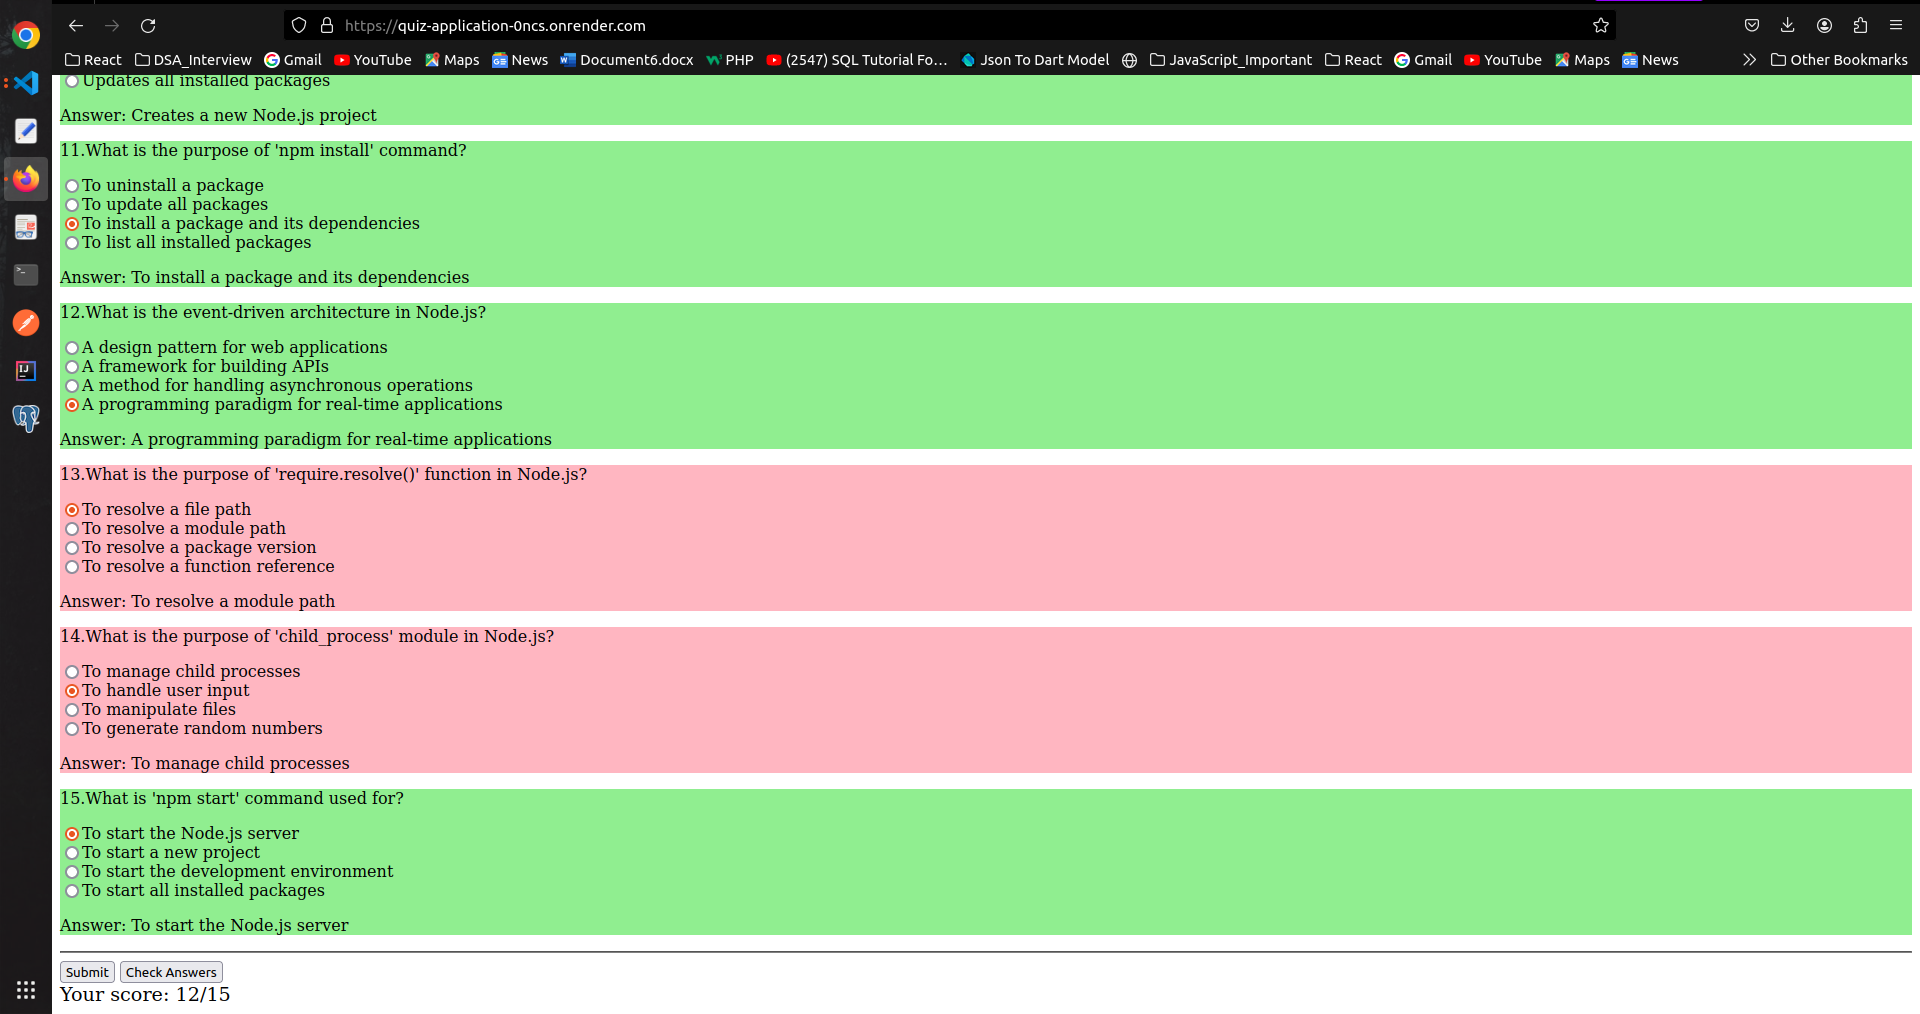 https://quiz-application-0ncs.onrender.com
React DSA_Interview Gmail YouTube Maps News Document6.docx PHP (2547) SQL Tutorial Fo… Json To Dart Model JavaScript_Important React Gmail YouTube Maps News Other Bookmarks
Updates all installed packages
Answer: Creates a new Node.js project
11.What is the purpose of 'npm install' command?
To uninstall a package
To update all packages
To install a package and its dependencies
To list all installed packages
Answer: To install a package and its dependencies
12.What is the event-driven architecture in Node.js?
A design pattern for web applications
A framework for building APIs
A method for handling asynchronous operations
A programming paradigm for real-time applications
Answer: A programming paradigm for real-time applications
13.What is the purpose of 'require.resolve()' function in Node.js?
To resolve a file path
To resolve a module path
To resolve a package version
To resolve a function reference
Answer: To resolve a module path
14.What is the purpose of 'child_process' module in Node.js?
To manage child processes
To handle user input
To manipulate files
To generate random numbers
Answer: To manage child processes
15.What is 'npm start' command used for?
To start the Node.js server
To start a new project
To start the development environment
To start all installed packages
Answer: To start the Node.js server
Submit Check Answers
Your score: 12/15